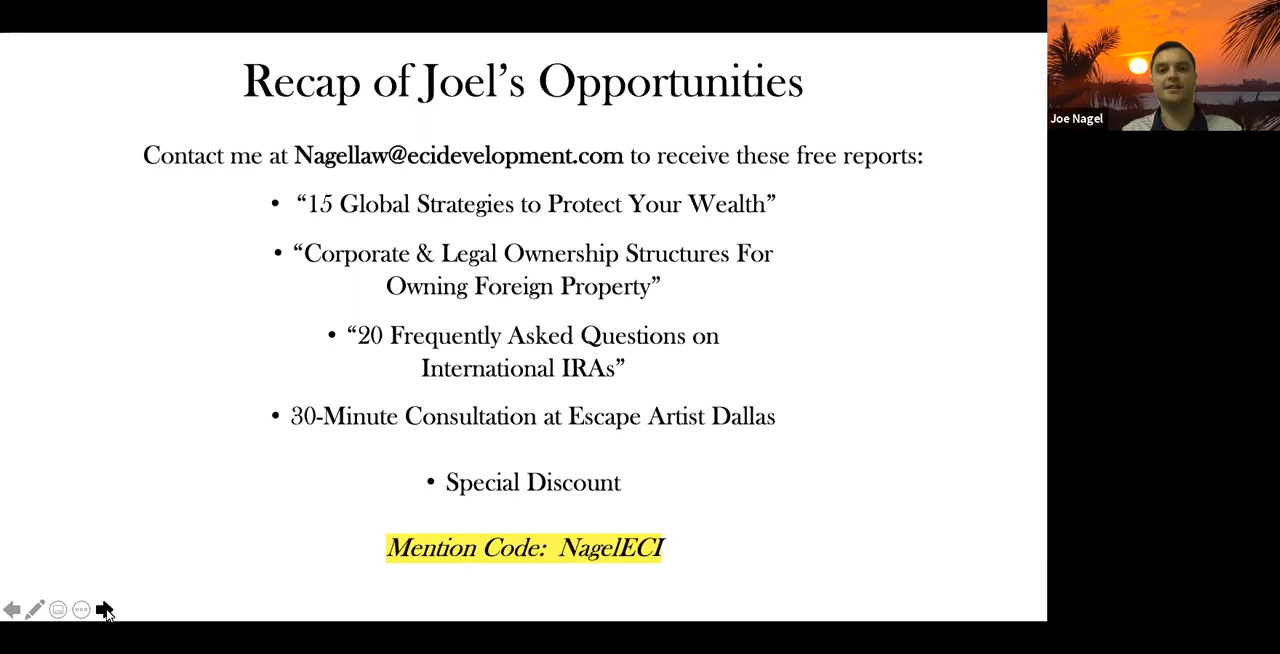 Recap of Joel’s Opportunities
Joe Nagel
Contact me at Nagellaw@ecidevelopment.com to receive these free reports:
• “15 Global Strategies to Protect Your Wealth”
• “Corporate & Legal Ownership Structures For
Owning Foreign Property”
• “20 Frequently Asked Questions on
International IRAs”
• 30-Minute Consultation at Escape Artist Dallas
• Special Discount
Mention Code: NagelECI